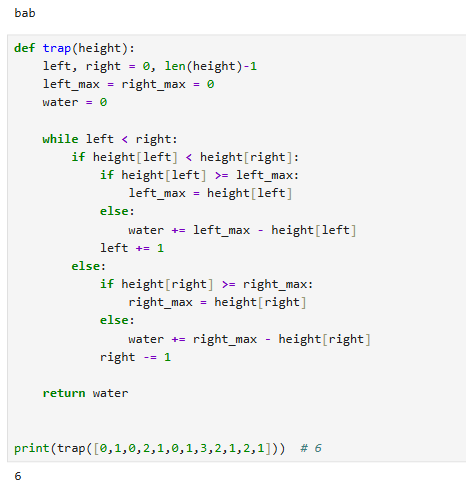 bab
def trap(height):
    left, right = 0, len(height)-1
    left_max = right_max = 0
    water = 0

    while left < right:
        if height[left] < height[right]:
            if height[left] >= left_max:
                left_max = height[left]
            else:
                water += left_max - height[left]
            left += 1
        else:
            if height[right] >= right_max:
                right_max = height[right]
            else:
                water += right_max - height[right]
            right -= 1

    return water


print(trap([0,1,0,2,1,0,1,3,2,1,2,1]))  # 6
6